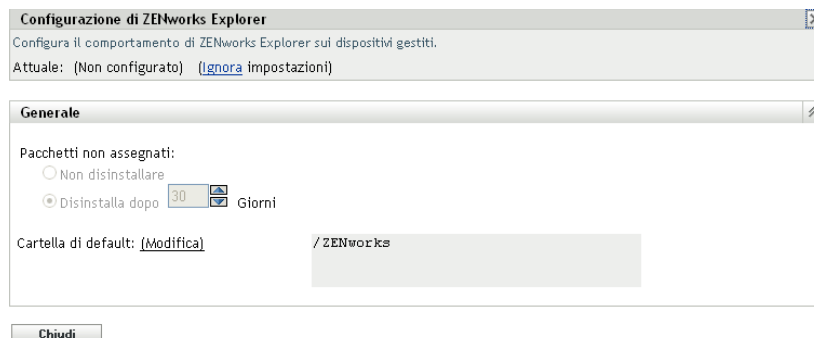 Configurazione di ZENworks Explorer
Configura il comportamento di ZENworks Explorer sui dispositivi gestiti.
Attuale: (Non configurato) (Ignora impostazioni)
Generale
Pacchetti non assegnati:
Non disinstallare
Disinstalla dopo 30 Giorni
Cartella di default: (Modifica) /ZENworks
Chiudi